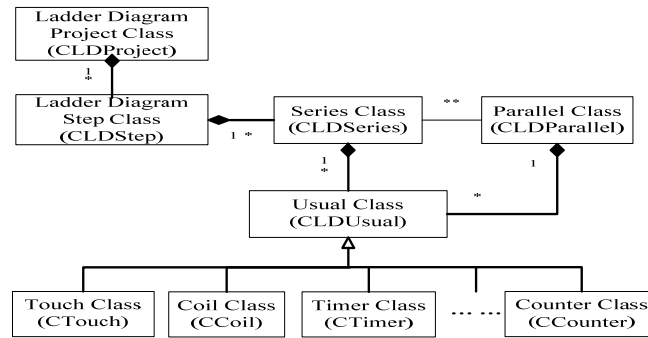 Ladder Diagram
Project Class
(CLDProject)
1
*
Ladder Diagram
Step Class
(CLDStep)
1 *
Series Class
(CLDSeries)
**
Parallel Class
(CLDParallel)
1
*
1
*
Usual Class
(CLDUsual)
Touch Class
(CTouch)
Coil Class
(CCoil)
Timer Class
(CTimer)
... ...
Counter Class
(CCounter)